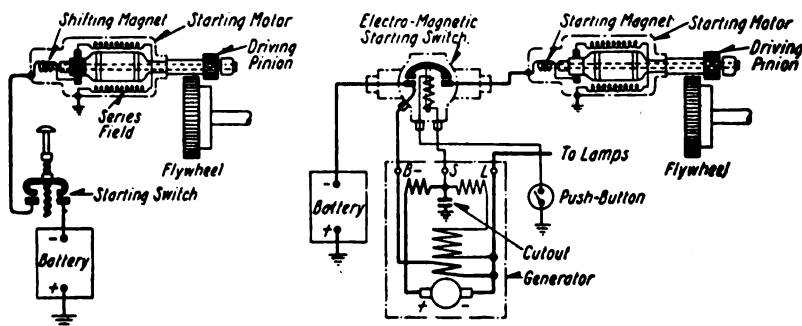 Shifting Magnet
Starting Motor
Driving
Pinion
Series
Field
Flywheel
Starting Switch
-
Battery
+
Electro-Magnetic
Starting Switch
Starting Magnet
Starting Motor
Driving
Pinion
Flywheel
B-
S
L
To Lamps
Push-Button
-
Battery
+
Cutout
Generator
+
-